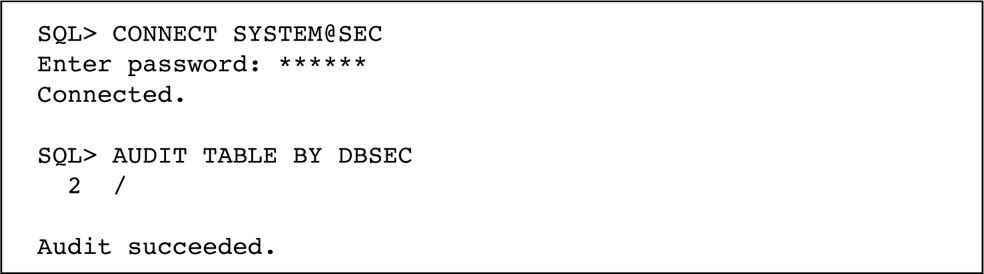 SQL> CONNECT SYSTEM@SEC
Enter password: ******
Connected.
SQL> AUDIT TABLE BY DBSEC
2 /
Audit succeeded.